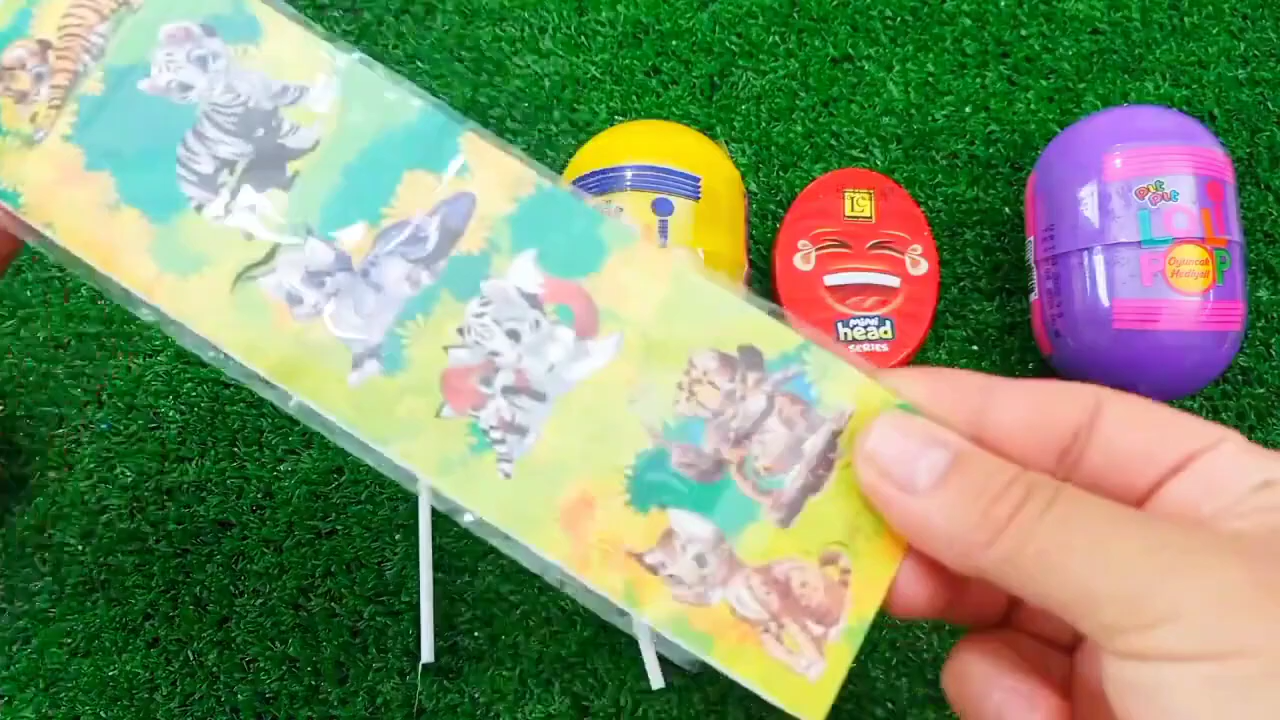 LC
mini
head
SERIES
Pit
Pit
LOLI
POP
Oyuncak
Hediyeli